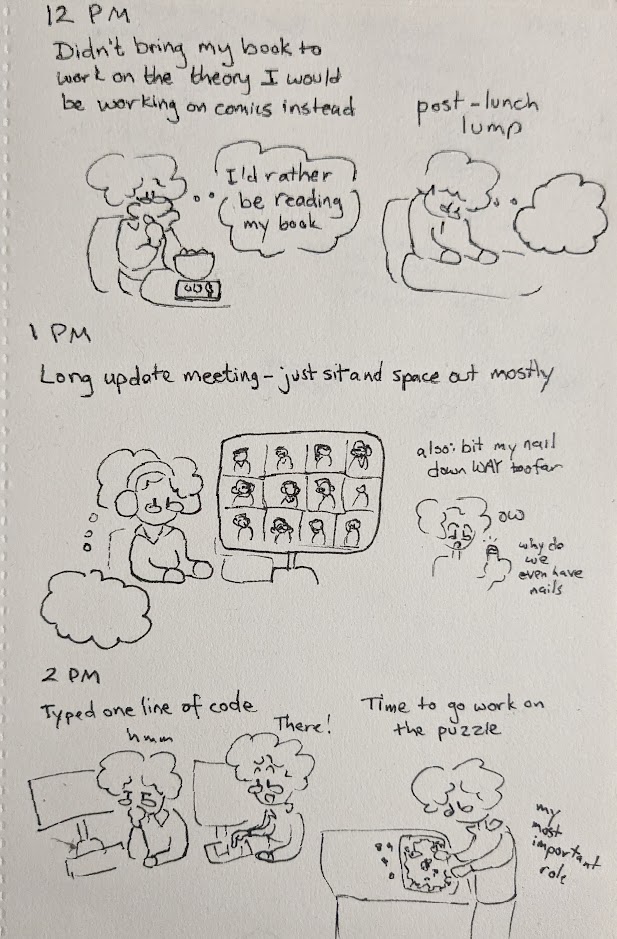 12 PM
Didn't bring my book to
work on the theory I would
be working on comics instead
I'd rather
be reading
my book
post-lunch
lump
1 PM
Long update meeting - just sit and space out mostly
also: bit my nail
down WAY too far
ow
why do
we
even have
nails
2 PM
Typed one line of code
hmm
There!
Time to go work on
the puzzle
my
most
important
role